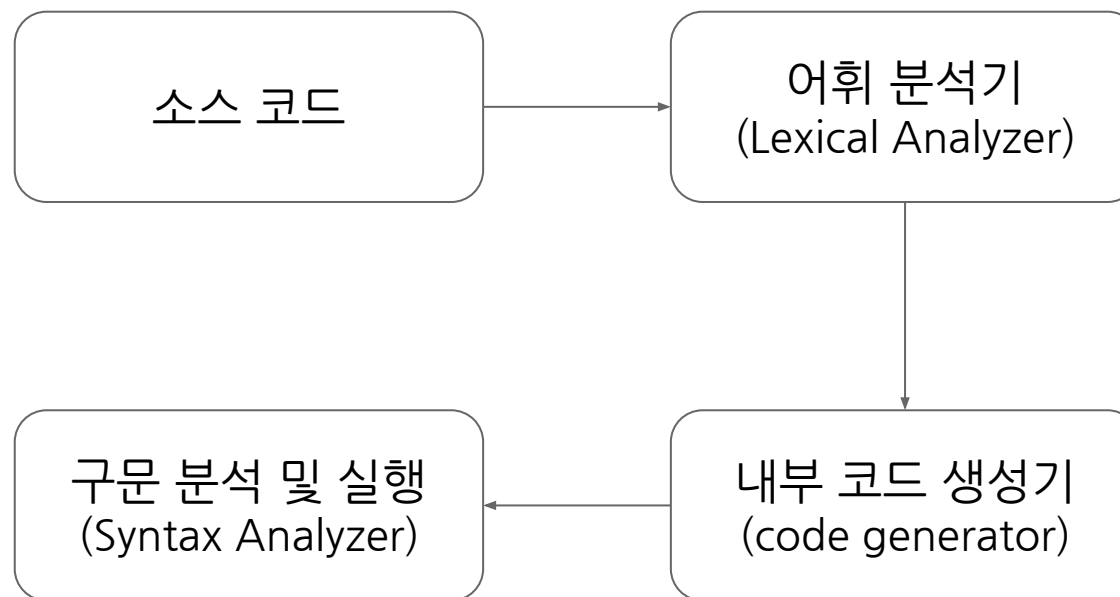 소스 코드
어휘 분석기
(Lexical Analyzer)
구문 분석 및 실행
(Syntax Analyzer)
내부 코드 생성기
(code generator)